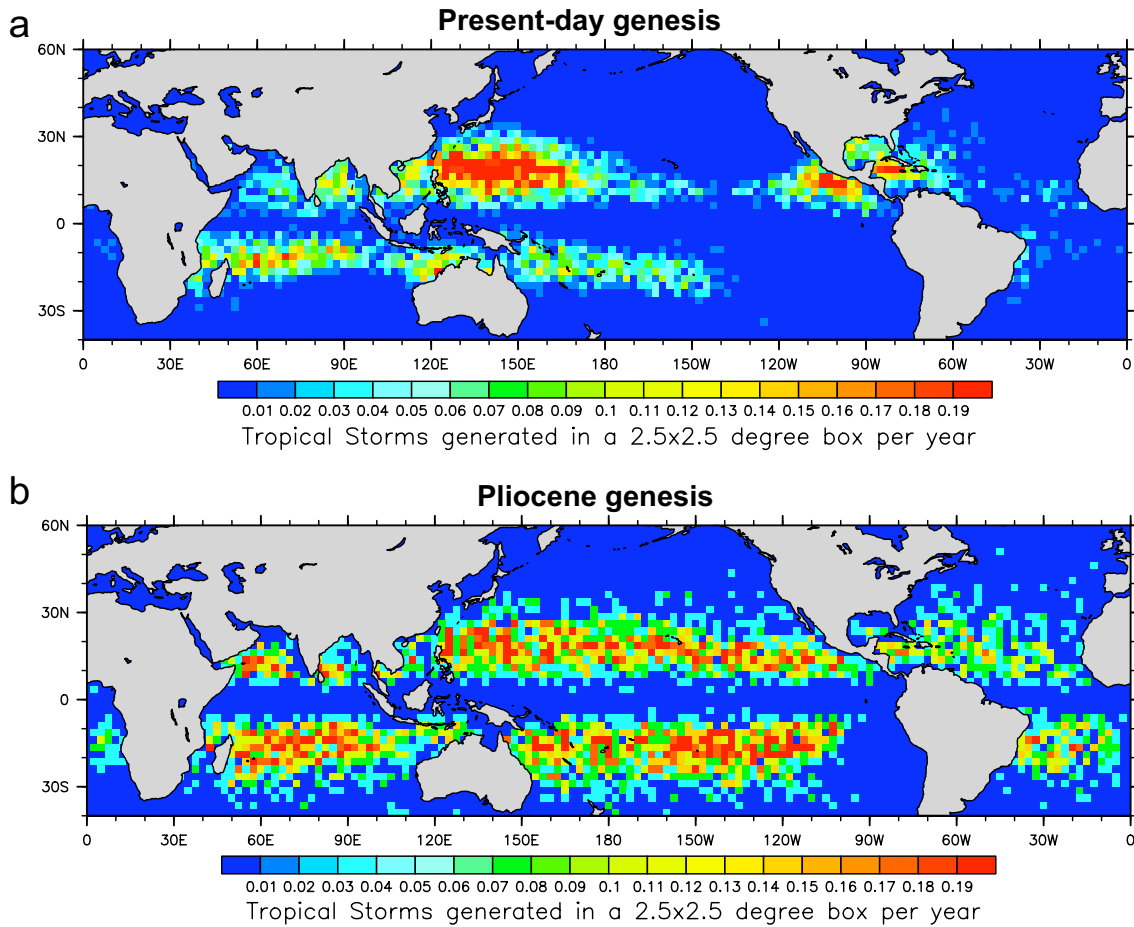 a
Present-day genesis
60N
30N
0
30S
0 30E 60E 90E 120E 150E 180 150W 120W 90W 60W 30W 0
0.01 0.02 0.03 0.04 0.05 0.06 0.07 0.08 0.09 0.1 0.11 0.12 0.13 0.14 0.15 0.16 0.17 0.18 0.19
Tropical Storms generated in a 2.5x2.5 degree box per year
b
Pliocene genesis
60N
30N
0
30S
0 30E 60E 90E 120E 150E 180 150W 120W 90W 60W 30W 0
0.01 0.02 0.03 0.04 0.05 0.06 0.07 0.08 0.09 0.1 0.11 0.12 0.13 0.14 0.15 0.16 0.17 0.18 0.19
Tropical Storms generated in a 2.5x2.5 degree box per year